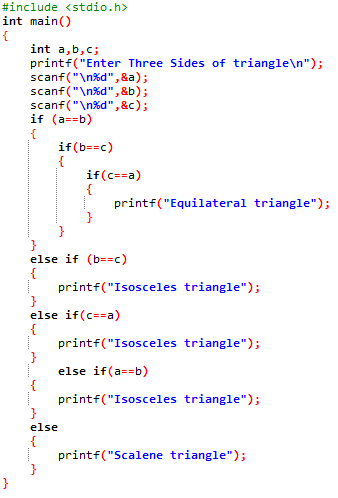 #include <stdio.h>
int main()
{
    int a,b,c;
    printf("Enter Three Sides of triangle\n");
    scanf("\n%d",&a);
    scanf("\n%d",&b);
    scanf("\n%d",&c);
    if (a==b)
    {
        if(b==c)
        {
            if(c==a)
            {
                printf("Equilateral triangle");
            }
        }
    }
    else if (b==c)
    {
        printf("Isosceles triangle");
    }
    else if(c==a)
    {
        printf("Isosceles triangle");
    }
        else if(a==b)
    {
        printf("Isosceles triangle");
    }
    else
    {
        printf("Scalene triangle");
    }
}